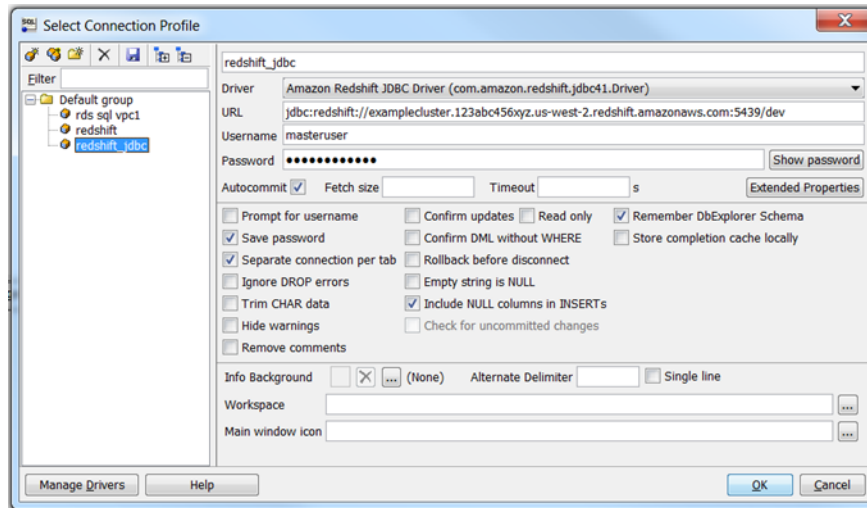 Select Connection Profile
Filter
Default group
rds sql vpc1
redshift
redshift_jdbc
redshift_jdbc
Driver Amazon Redshift JDBC Driver (com.amazon.redshift.jdbc41.Driver)
URL jdbc:redshift://examplecluster.123abc456xyz.us-west-2.redshift.amazonaws.com:5439/dev
Username masteruser
Password ●●●●●●●●●●●● Show password
Autocommit Fetch size Timeout s Extended Properties
Prompt for username Confirm updates Read only Remember DbExplorer Schema
Save password Confirm DML without WHERE Store completion cache locally
Separate connection per tab Rollback before disconnect
Ignore DROP errors Empty string is NULL
Trim CHAR data Include NULL columns in INSERTs
Hide warnings Check for uncommitted changes
Remove comments
Info Background ... (None) Alternate Delimiter Single line
Workspace ...
Main window icon ...
Manage Drivers Help OK Cancel